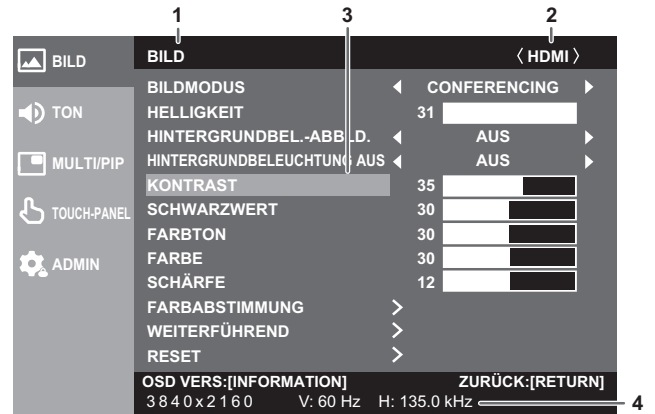 1 3 2
BILD
TON
MULTI/PIP
TOUCH-PANEL
ADMIN
BILD 〈 HDMI 〉
BILDMODUS CONFERENCING
HELLIGKEIT 31
HINTERGRUNDBEL.-ABBLD. AUS
HINTERGRUNDBELEUCHTUNG AUS AUS
KONTRAST 35
SCHWARZWERT 30
FARBTON 30
FARBE 30
SCHÄRFE 12
FARBABSTIMMUNG
WEITERFÜHREND
RESET
OSD VERS:[INFORMATION] ZURÜCK:[RETURN]
3840x2160 V: 60 Hz H: 135.0 kHz
4